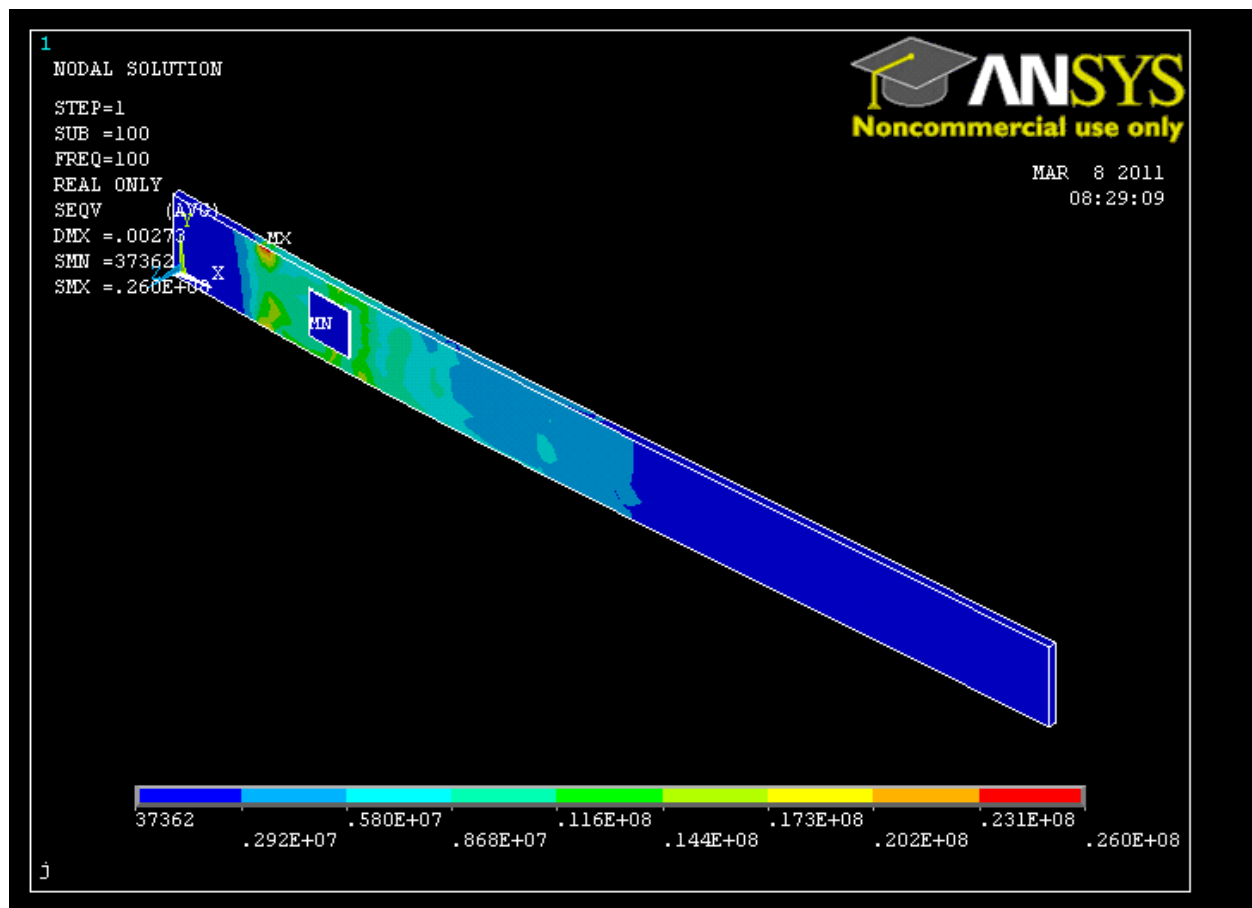 1
NODAL SOLUTION
STEP=1
SUB =100
FREQ=100
REAL ONLY
SEQV (AVG)
DMX =.00273
SMN =37362
SMX =.260E+08
ANSYS
Noncommercial use only
MAR 8 2011
08:29:09
Y
Z
X
MX
MN
37362 .292E+07 .580E+07 .868E+07 .116E+08 .144E+08 .173E+08 .202E+08 .231E+08 .260E+08
j